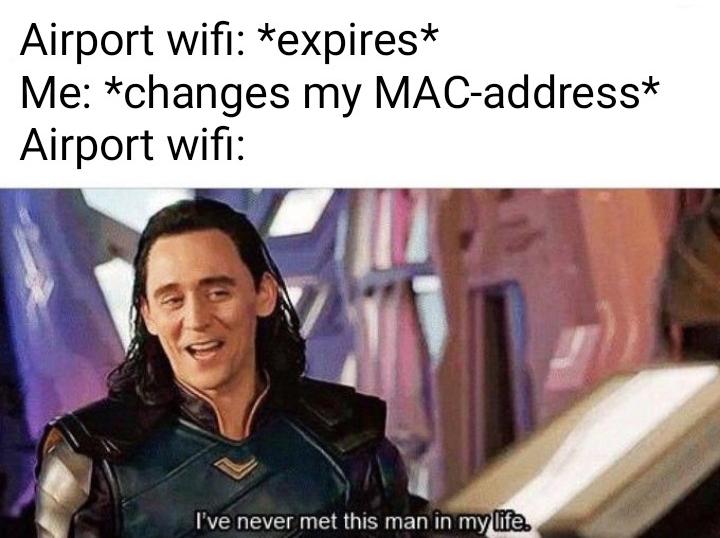 Airport wifi: *expires*
Me: *changes my MAC-address*
Airport wifi:
I've never met this man in my life.